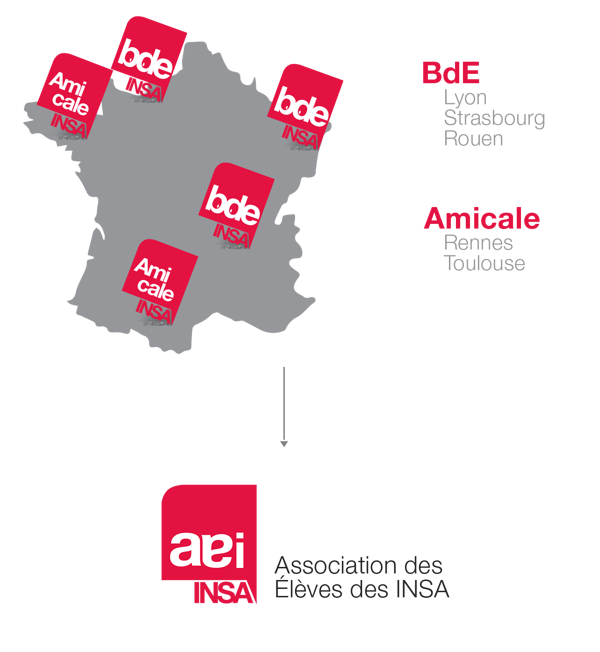 bde
INSA
Ami
cale
INSA
bde
INSA
bde
INSA
Ami
cale
INSA
BdE
Lyon
Strasbourg
Rouen
Amicale
Rennes
Toulouse
aei
INSA
Association des
Élèves des INSA